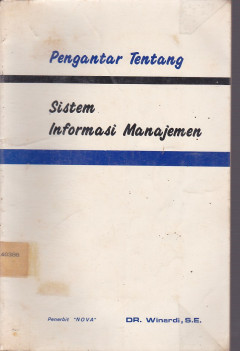 Pengantar Tentang
Sistem
Informasi Manajemen
Penerbit "NOVA"
DR. Winardi, S.E.